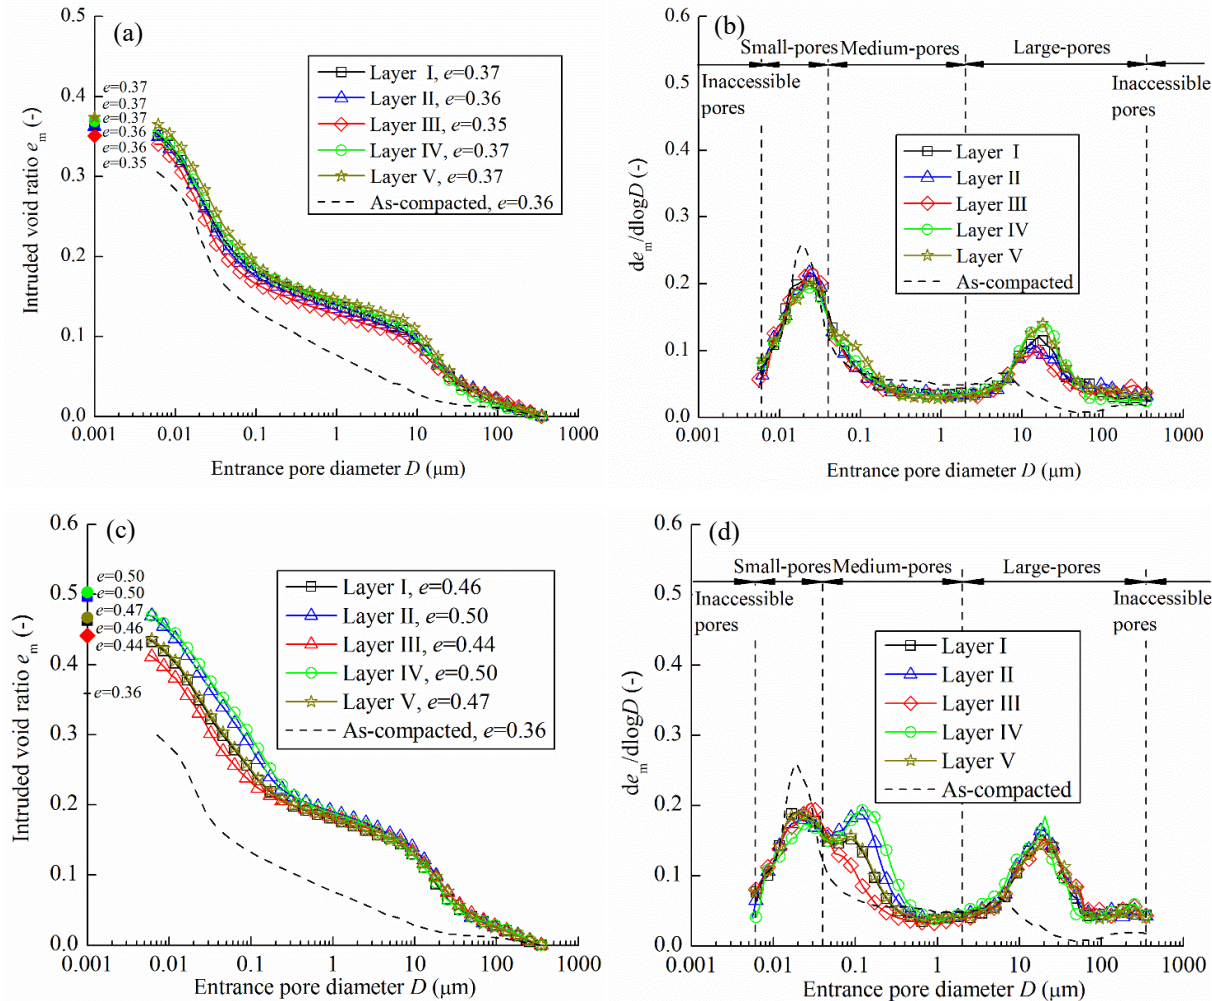 (a)
Intruded void ratio em (-)
0.5
0.4
0.3
0.2
0.1
0.0
e=0.37
e=0.37
e=0.37
e=0.36
e=0.36
e=0.35
Layer I, e=0.37
Layer II, e=0.36
Layer III, e=0.35
Layer IV, e=0.37
Layer V, e=0.37
As-compacted, e=0.36
0.001 0.01 0.1 1 10 100 1000
Entrance pore diameter D (μm)
(b)
dem/dlogD (-)
0.6
0.5
0.4
0.3
0.2
0.1
0.0
Small-pores Medium-pores Large-pores
Inaccessible
pores
Inaccessible
pores
Layer I
Layer II
Layer III
Layer IV
Layer V
As-compacted
0.001 0.01 0.1 1 10 100 1000
Entrance pore diameter D (μm)
(c)
Intruded void ratio em (-)
0.6
0.5
0.4
0.3
0.2
0.1
0.0
e=0.50
e=0.50
e=0.47
e=0.46
e=0.44
e=0.36
Layer I, e=0.46
Layer II, e=0.50
Layer III, e=0.44
Layer IV, e=0.50
Layer V, e=0.47
As-compacted, e=0.36
0.001 0.01 0.1 1 10 100 1000
Entrance pore diameter D (μm)
(d)
dem/dlogD (-)
0.6
0.5
0.4
0.3
0.2
0.1
0.0
Small-pores Medium-pores Large-pores
Inaccessible
pores
Inaccessible
pores
Layer I
Layer II
Layer III
Layer IV
Layer V
As-compacted
0.001 0.01 0.1 1 10 100 1000
Entrance pore diameter D (μm)